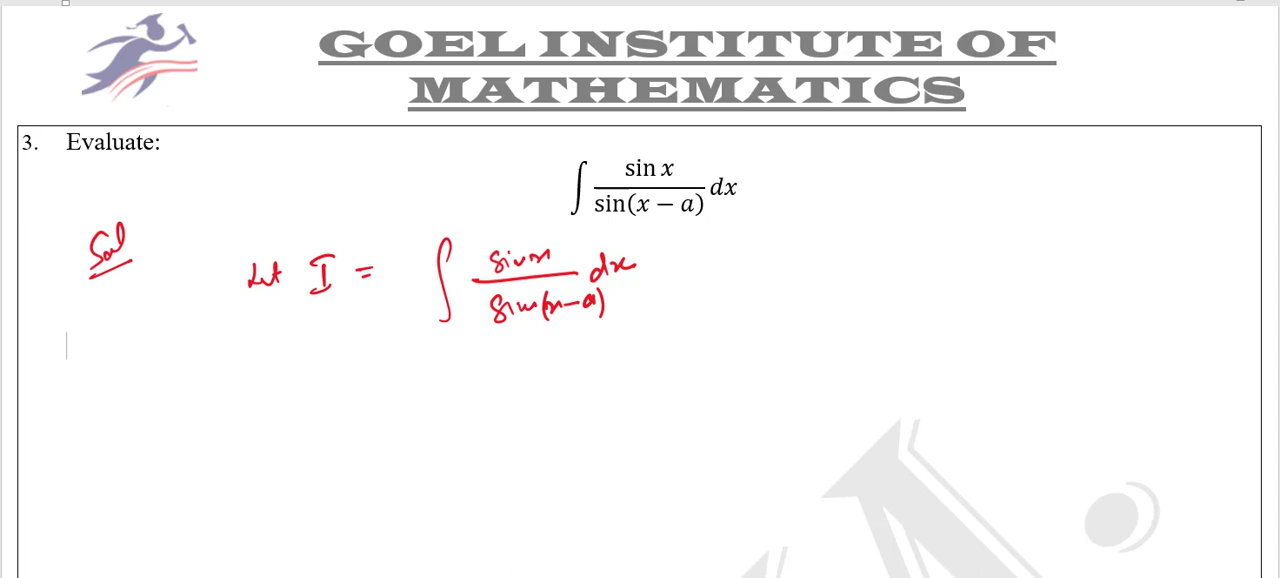 GOEL INSTITUTE OF
MATHEMATICS
3. Evaluate:
∫ sin x / sin(x − a) dx
Sol
Let I = ∫ sinx / sin(x−a) dx